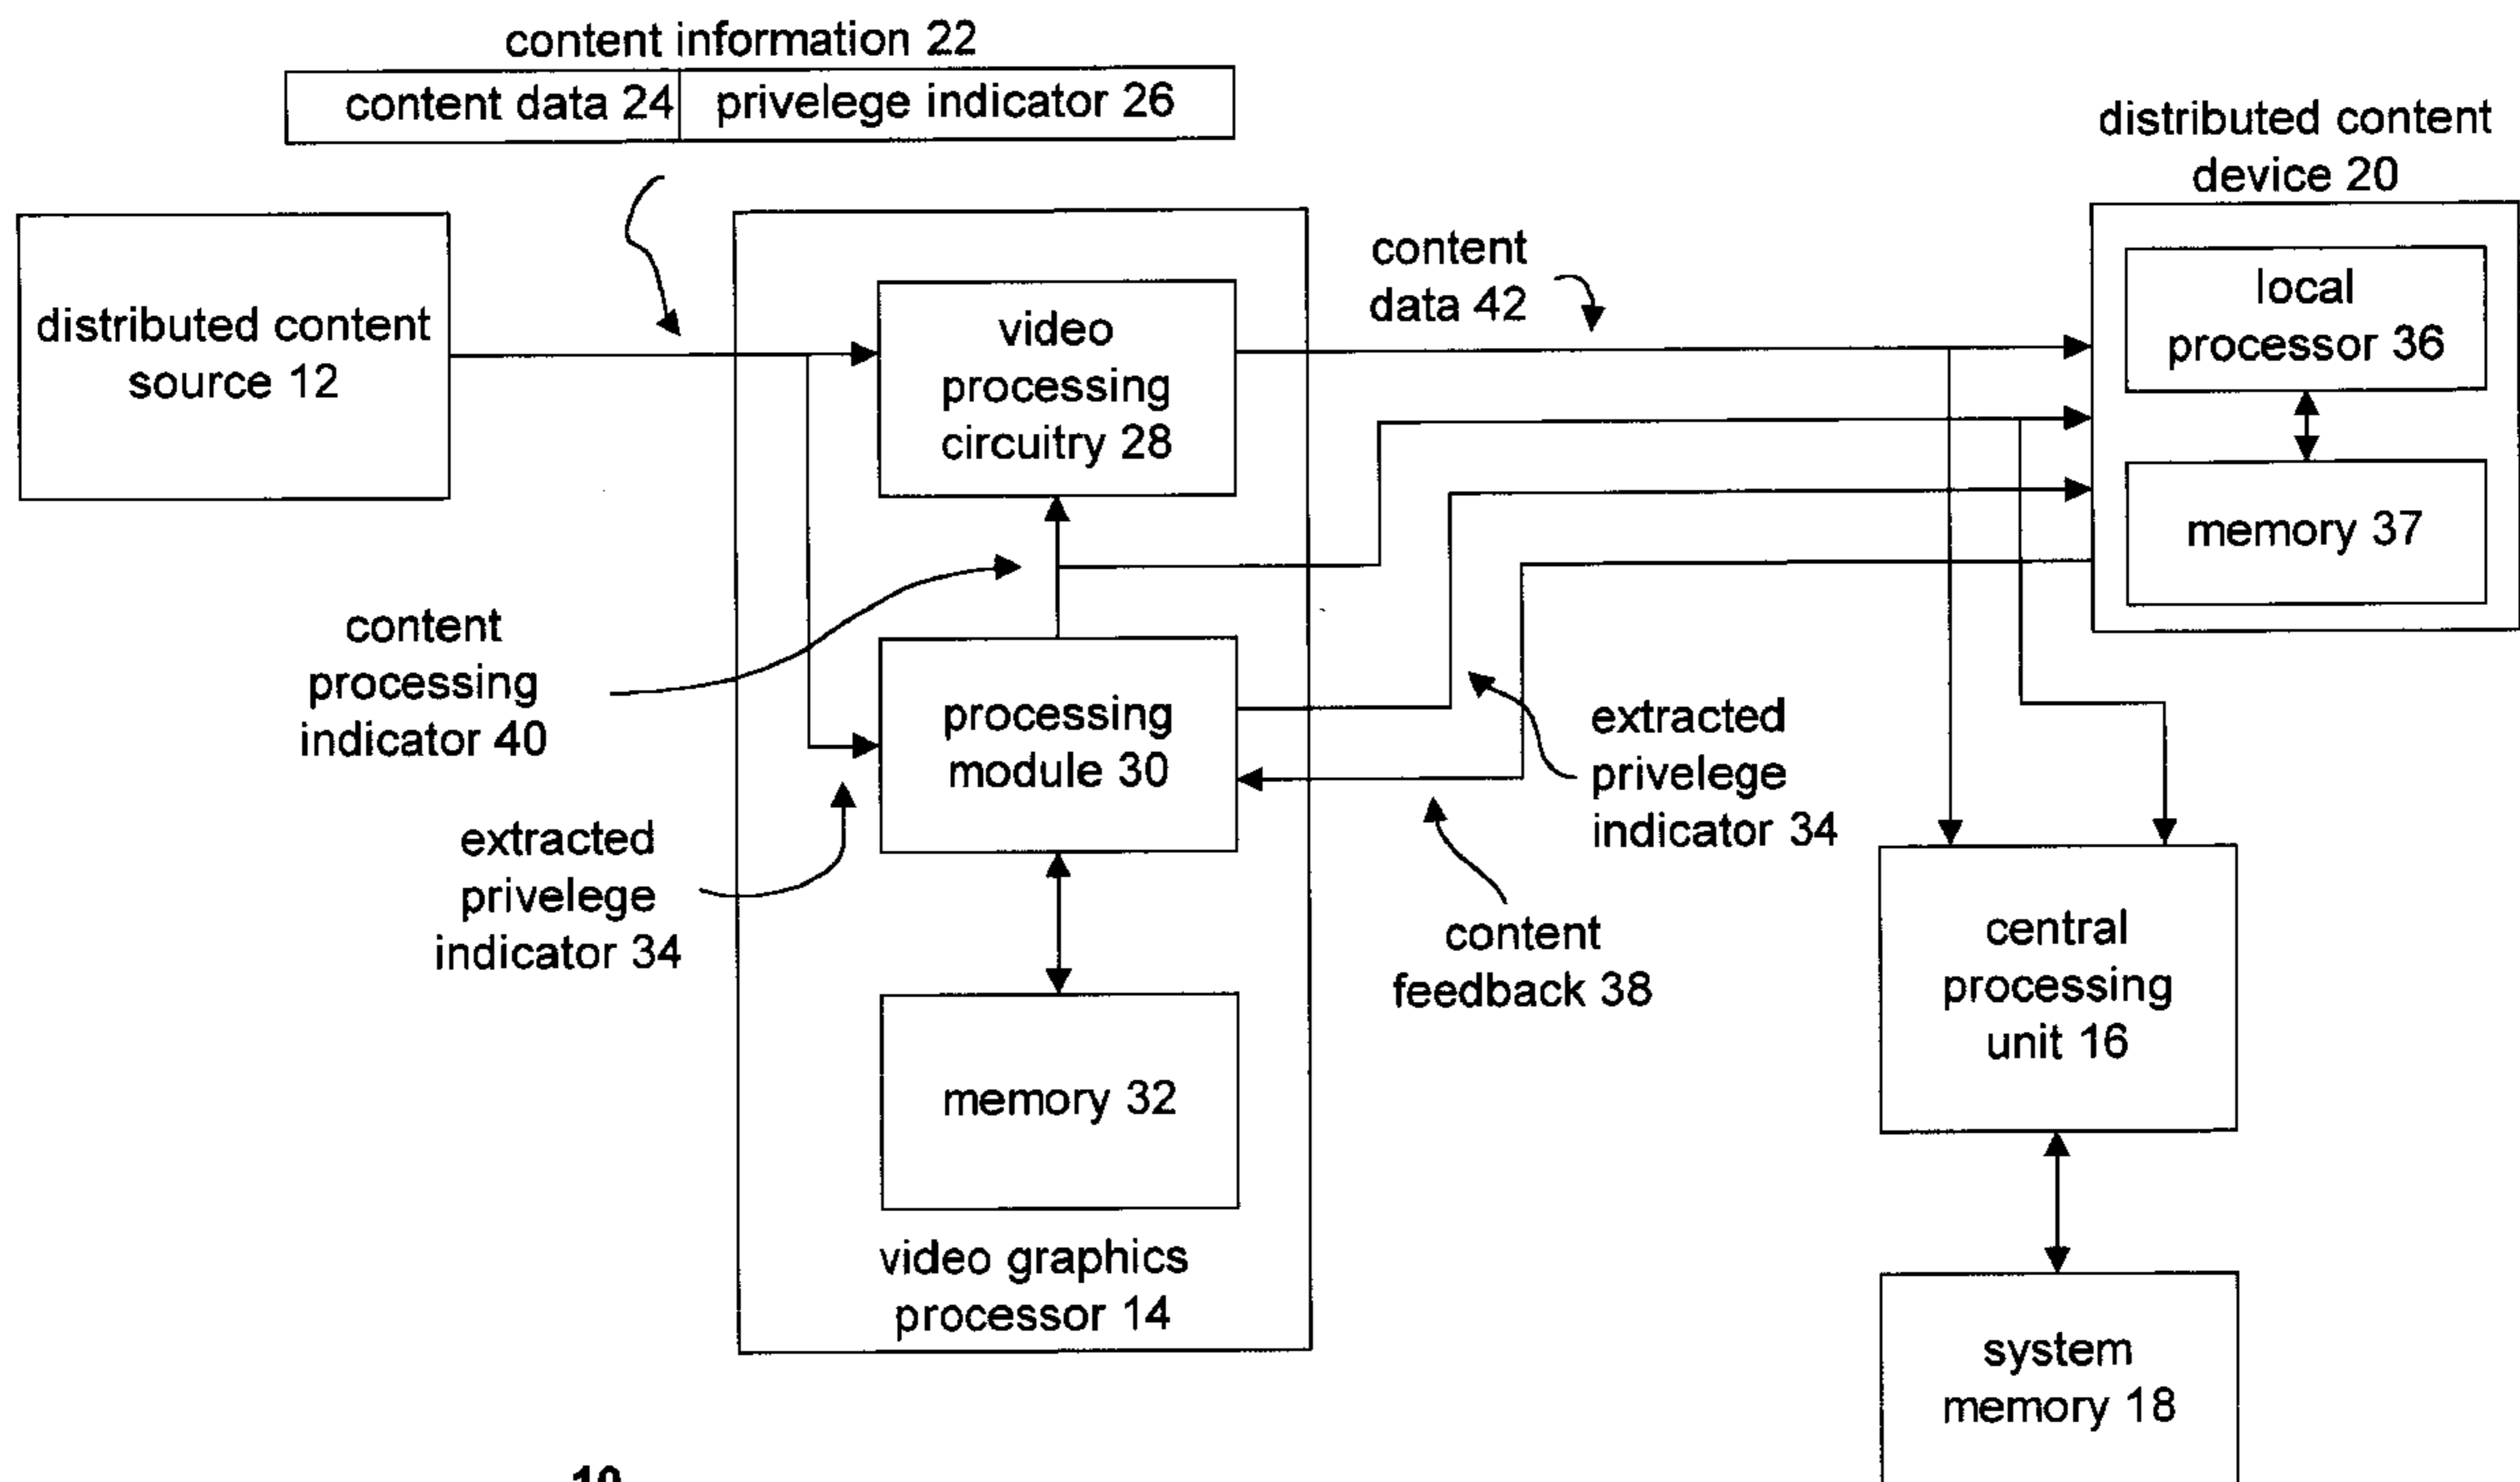 content information 22
content data 24
privelege indicator 26
distributed content
device 20
distributed content
source 12
video
processing
circuitry 28
content
data 42
local
processor 36
memory 37
content
processing
indicator 40
processing
module 30
extracted
privelege
indicator 34
extracted
privelege
indicator 34
content
feedback 38
central
processing
unit 16
memory 32
video graphics
processor 14
system
memory 18
10